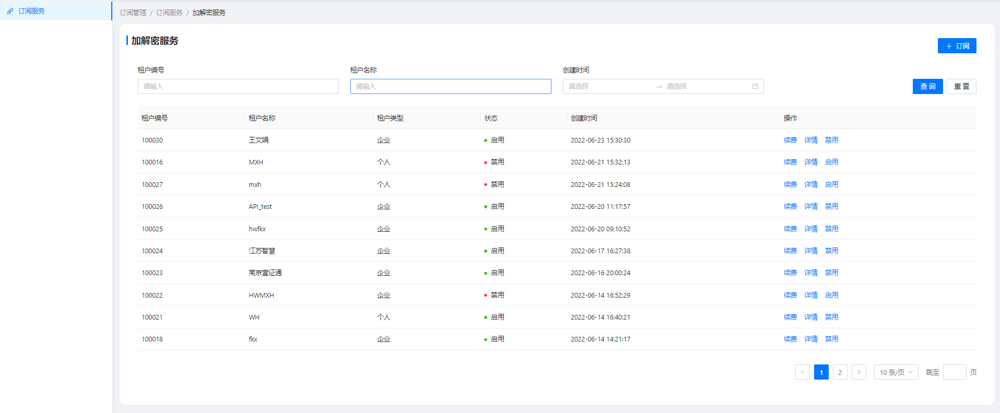 订阅服务
订阅管理 / 订阅服务 / 加解密服务
加解密服务
+ 订阅
租户编号 租户名称 创建时间
请输入 请输入 请选择 → 请选择 查 询 重 置
租户编号 租户名称 租户类型 状态 创建时间 操作
100030 王文娟 企业 启用 2022-06-23 15:30:30 续费 详情 禁用
100016 MXH 个人 禁用 2022-06-21 15:32:13 续费 详情 启用
100027 mxh 个人 禁用 2022-06-21 15:24:08 续费 详情 启用
100026 API_test 企业 启用 2022-06-20 11:17:57 续费 详情 禁用
100025 hwfkx 企业 启用 2022-06-20 09:10:52 续费 详情 禁用
100024 江苏智慧 企业 启用 2022-06-17 16:27:38 续费 详情 禁用
100023 南京壹证通 企业 启用 2022-06-16 20:00:24 续费 详情 禁用
100022 HWMXH 企业 禁用 2022-06-14 16:52:29 续费 详情 启用
100021 WH 个人 启用 2022-06-14 16:40:21 续费 详情 禁用
100018 fkx 企业 启用 2022-06-14 14:21:17 续费 详情 禁用
< 1 2 > 10 条/页 跳至 页